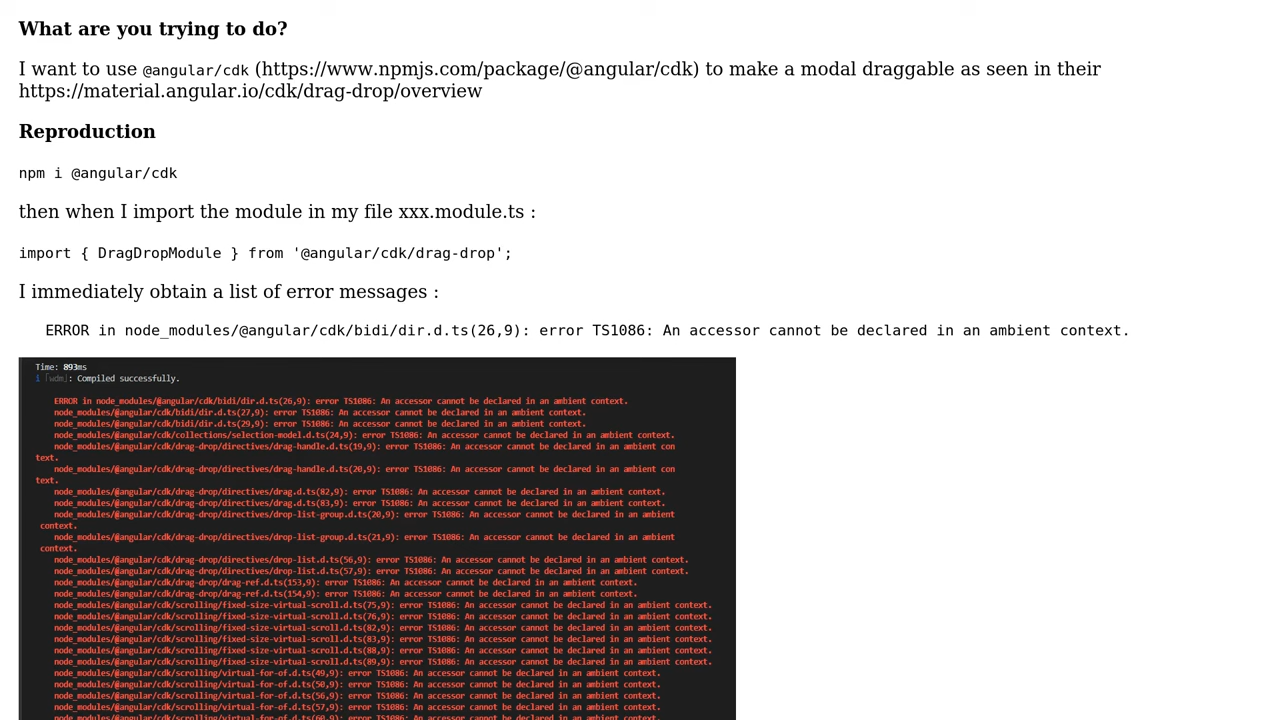 What are you trying to do?
I want to use @angular/cdk (https://www.npmjs.com/package/@angular/cdk) to make a modal draggable as seen in their
https://material.angular.io/cdk/drag-drop/overview
Reproduction
npm i @angular/cdk
then when I import the module in my file xxx.module.ts :
import { DragDropModule } from '@angular/cdk/drag-drop';
I immediately obtain a list of error messages :
ERROR in node_modules/@angular/cdk/bidi/dir.d.ts(26,9): error TS1086: An accessor cannot be declared in an ambient context.
Time: 893ms
i ｢wdm｣: Compiled successfully.
ERROR in node_modules/@angular/cdk/bidi/dir.d.ts(26,9): error TS1086: An accessor cannot be declared in an ambient context.
node_modules/@angular/cdk/bidi/dir.d.ts(27,9): error TS1086: An accessor cannot be declared in an ambient context.
node_modules/@angular/cdk/bidi/dir.d.ts(29,9): error TS1086: An accessor cannot be declared in an ambient context.
node_modules/@angular/cdk/collections/selection-model.d.ts(24,9): error TS1086: An accessor cannot be declared in an ambient context.
node_modules/@angular/cdk/drag-drop/directives/drag-handle.d.ts(19,9): error TS1086: An accessor cannot be declared in an ambient con
text.
node_modules/@angular/cdk/drag-drop/directives/drag-handle.d.ts(20,9): error TS1086: An accessor cannot be declared in an ambient con
text.
node_modules/@angular/cdk/drag-drop/directives/drag.d.ts(82,9): error TS1086: An accessor cannot be declared in an ambient context.
node_modules/@angular/cdk/drag-drop/directives/drag.d.ts(83,9): error TS1086: An accessor cannot be declared in an ambient context.
node_modules/@angular/cdk/drag-drop/directives/drop-list-group.d.ts(20,9): error TS1086: An accessor cannot be declared in an ambient
context.
node_modules/@angular/cdk/drag-drop/directives/drop-list-group.d.ts(21,9): error TS1086: An accessor cannot be declared in an ambient
context.
node_modules/@angular/cdk/drag-drop/directives/drop-list.d.ts(56,9): error TS1086: An accessor cannot be declared in an ambient context.
node_modules/@angular/cdk/drag-drop/directives/drop-list.d.ts(57,9): error TS1086: An accessor cannot be declared in an ambient context.
node_modules/@angular/cdk/drag-drop/drag-ref.d.ts(153,9): error TS1086: An accessor cannot be declared in an ambient context.
node_modules/@angular/cdk/drag-drop/drag-ref.d.ts(154,9): error TS1086: An accessor cannot be declared in an ambient context.
node_modules/@angular/cdk/scrolling/fixed-size-virtual-scroll.d.ts(75,9): error TS1086: An accessor cannot be declared in an ambient context.
node_modules/@angular/cdk/scrolling/fixed-size-virtual-scroll.d.ts(76,9): error TS1086: An accessor cannot be declared in an ambient context.
node_modules/@angular/cdk/scrolling/fixed-size-virtual-scroll.d.ts(82,9): error TS1086: An accessor cannot be declared in an ambient context.
node_modules/@angular/cdk/scrolling/fixed-size-virtual-scroll.d.ts(83,9): error TS1086: An accessor cannot be declared in an ambient context.
node_modules/@angular/cdk/scrolling/fixed-size-virtual-scroll.d.ts(88,9): error TS1086: An accessor cannot be declared in an ambient context.
node_modules/@angular/cdk/scrolling/fixed-size-virtual-scroll.d.ts(89,9): error TS1086: An accessor cannot be declared in an ambient context.
node_modules/@angular/cdk/scrolling/virtual-for-of.d.ts(49,9): error TS1086: An accessor cannot be declared in an ambient context.
node_modules/@angular/cdk/scrolling/virtual-for-of.d.ts(50,9): error TS1086: An accessor cannot be declared in an ambient context.
node_modules/@angular/cdk/scrolling/virtual-for-of.d.ts(56,9): error TS1086: An accessor cannot be declared in an ambient context.
node_modules/@angular/cdk/scrolling/virtual-for-of.d.ts(57,9): error TS1086: An accessor cannot be declared in an ambient context.
node_modules/@angular/cdk/scrolling/virtual-for-of.d.ts(60,9): error TS1086: An accessor cannot be declared in an ambient context.